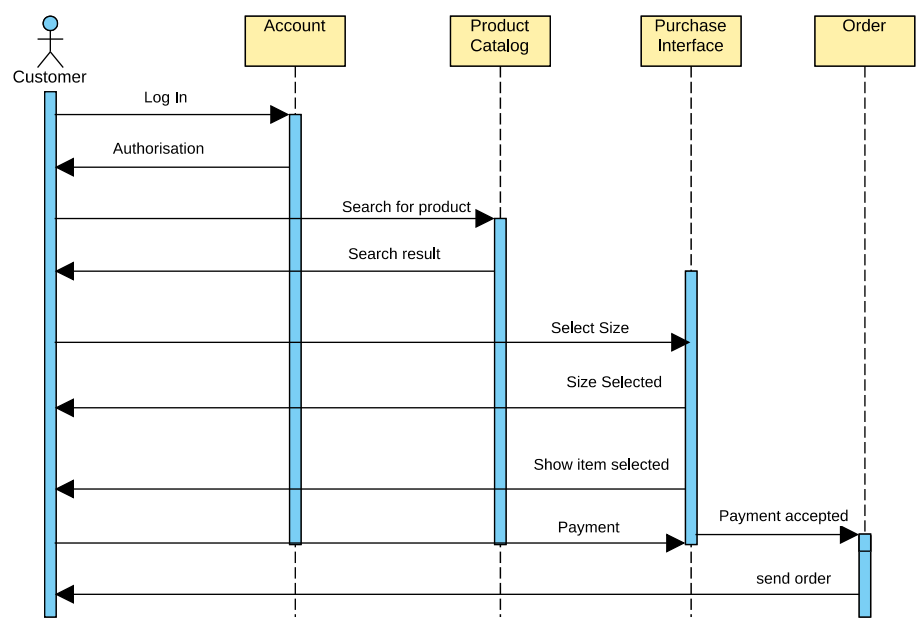 Account
Product
Catalog
Purchase
Interface
Order
Customer
Log In
Authorisation
Search for product
Search result
Select Size
Size Selected
Show item selected
Payment accepted
Payment
send order